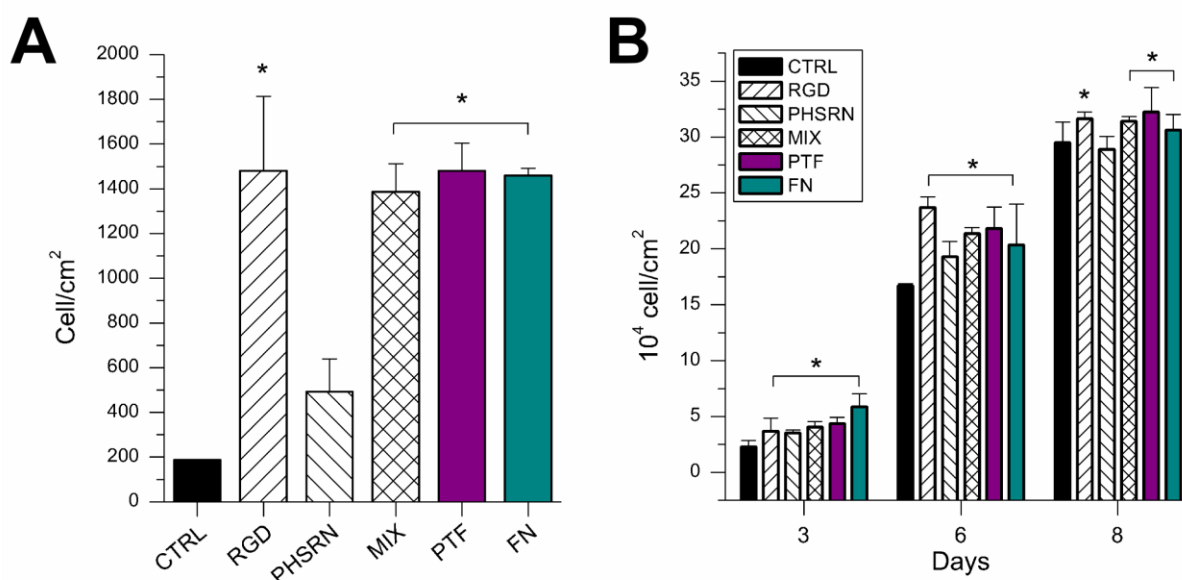 A
2000
1800
1600
1400
1200
1000
800
600
400
200
0
Cell/cm²
*
*
CTRL
RGD
PHSRN
MIX
PTF
FN
B
CTRL
RGD
PHSRN
MIX
PTF
FN
35
30
25
20
15
10
5
0
10⁴ cell/cm²
*
*
*
*
3
6
8
Days